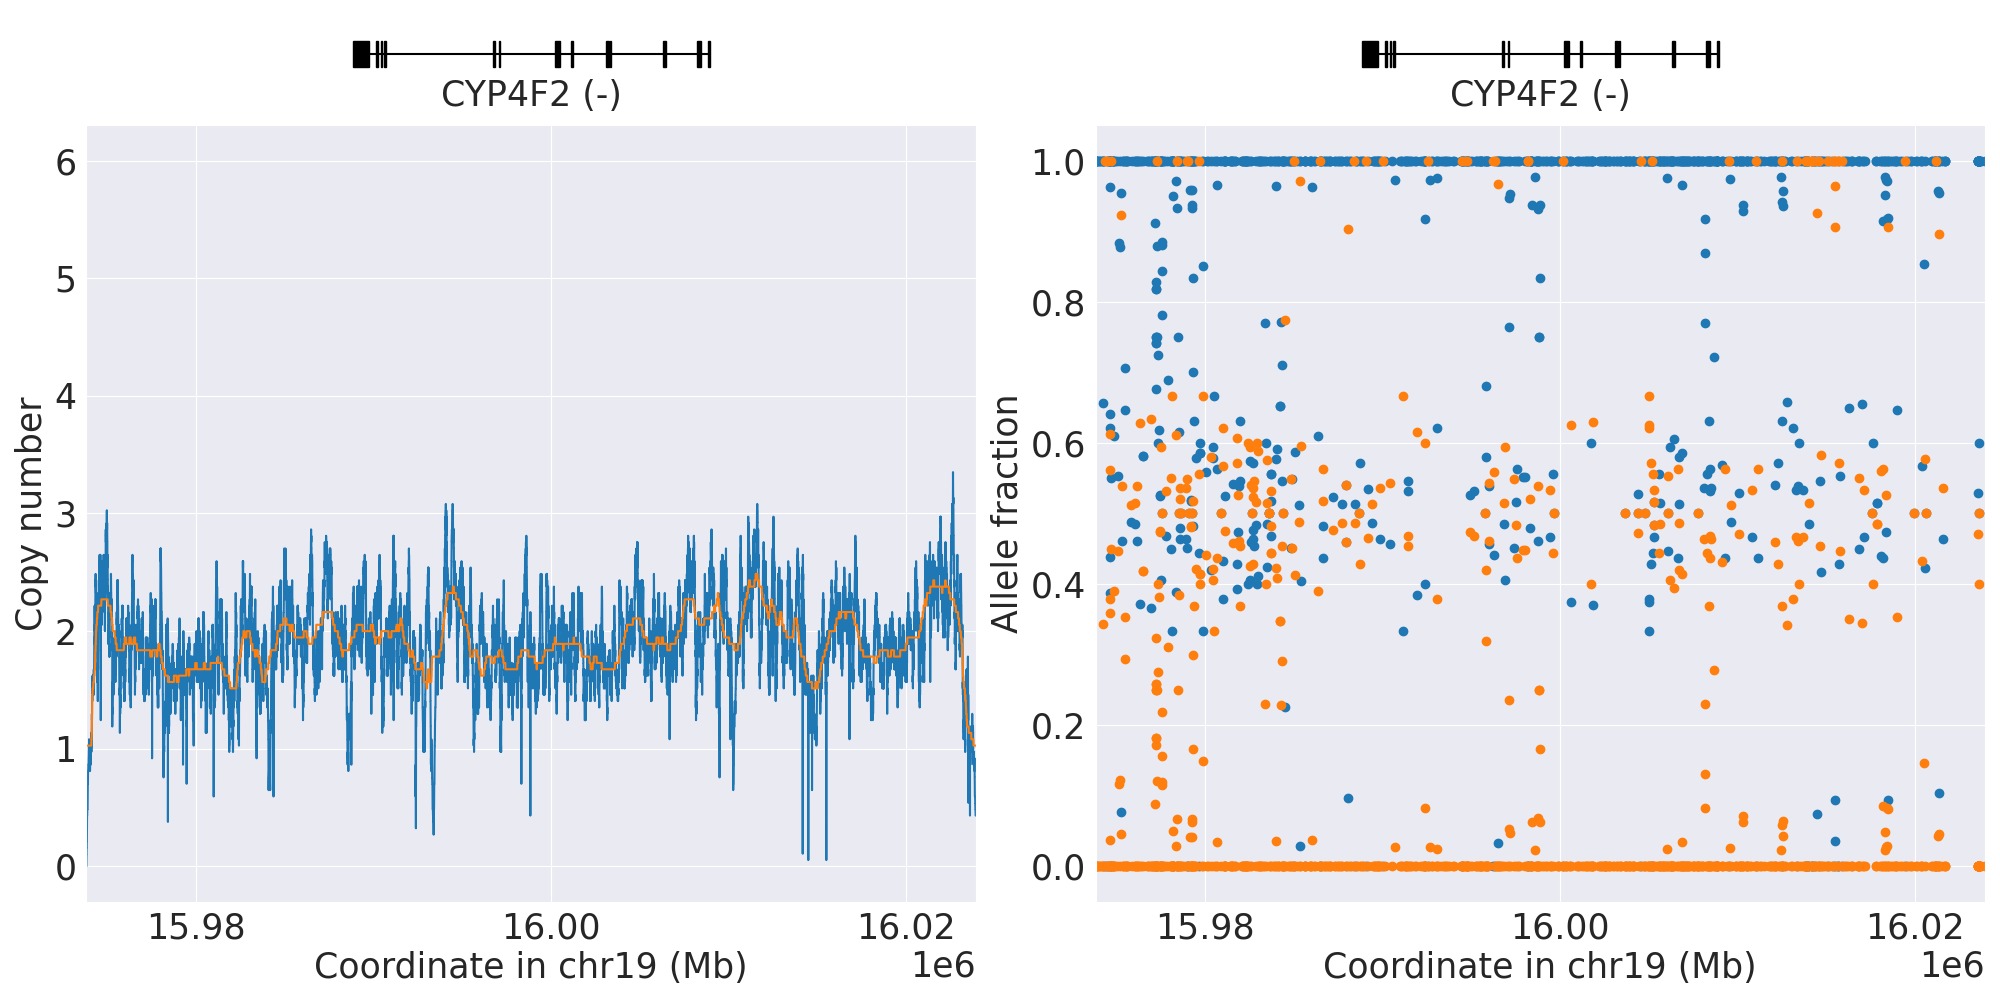 CYP4F2 (-)
6
5
4
3
2
1
0
Copy number
15.98
16.00
16.02
Coordinate in chr19 (Mb)
1e6
CYP4F2 (-)
1.0
0.8
0.6
0.4
0.2
0.0
Allele fraction
15.98
16.00
16.02
Coordinate in chr19 (Mb)
1e6